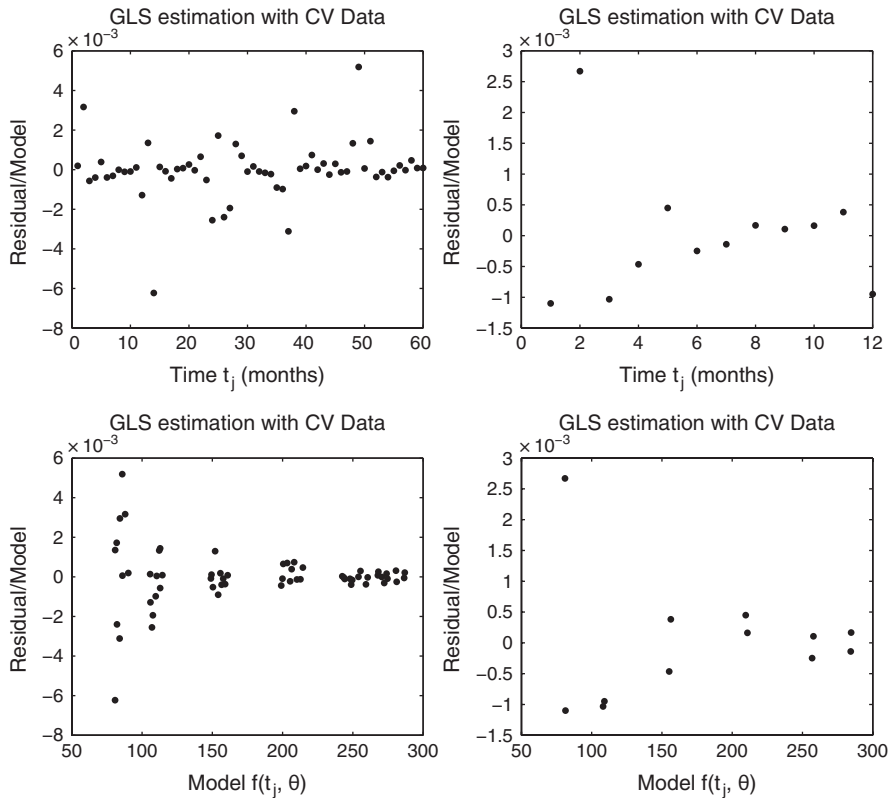 GLS estimation with CV Data
× 10⁻³
6
4
2
0
−2
−4
−6
−8
Residual/Model
0 10 20 30 40 50 60
Time t_j (months)
GLS estimation with CV Data
× 10⁻³
3
2.5
2
1.5
1
0.5
0
−0.5
−1
−1.5
Residual/Model
0 2 4 6 8 10 12
Time t_j (months)
GLS estimation with CV Data
× 10⁻³
6
4
2
0
−2
−4
−6
−8
Residual/Model
50 100 150 200 250 300
Model f(t_j, θ)
GLS estimation with CV Data
× 10⁻³
3
2.5
2
1.5
1
0.5
0
−0.5
−1
−1.5
Residual/Model
50 100 150 200 250 300
Model f(t_j, θ)